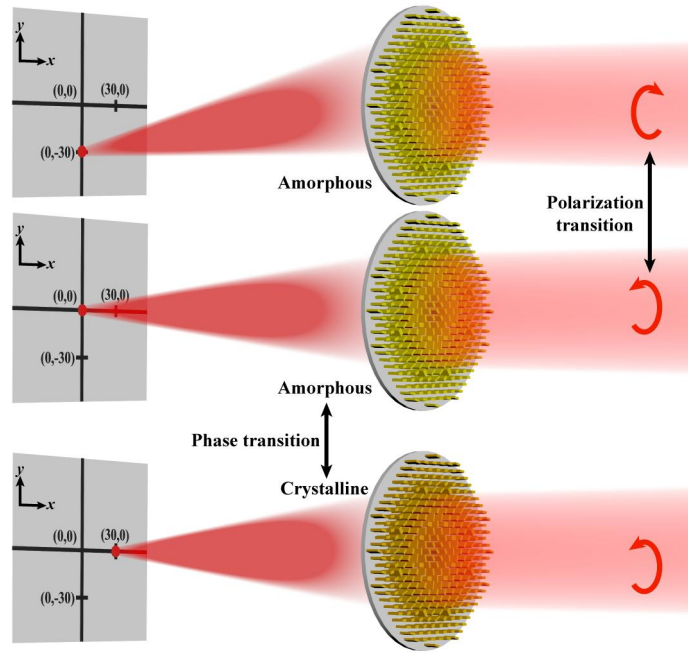 y
x
(0,0)
(30,0)
(0,-30)
Amorphous
Polarization
transition
y
x
(0,0)
(30,0)
(0,-30)
Amorphous
Phase transition
Crystalline
y
x
(0,0)
(30,0)
(0,-30)